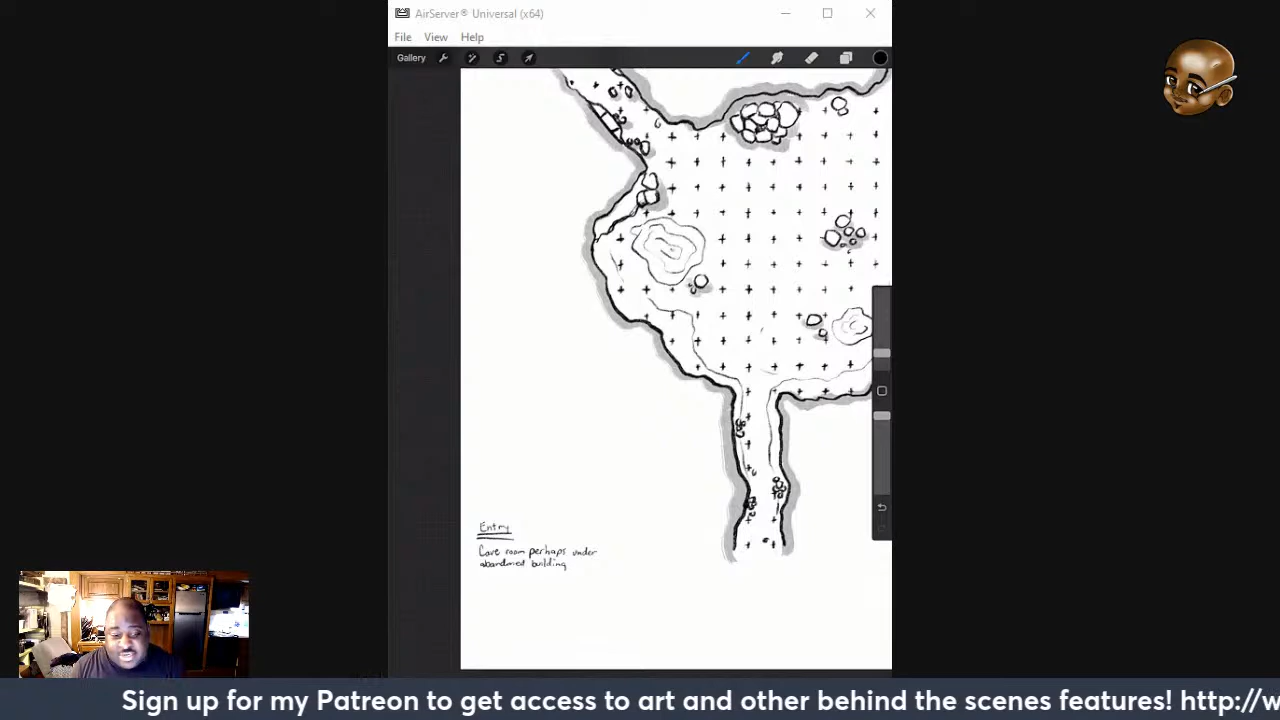 AirServer® Universal (x64)
File View Help
Gallery
Entry
Cave room perhaps under
abandoned building
Sign up for my Patreon to get access to art and other behind the scenes features! http://w